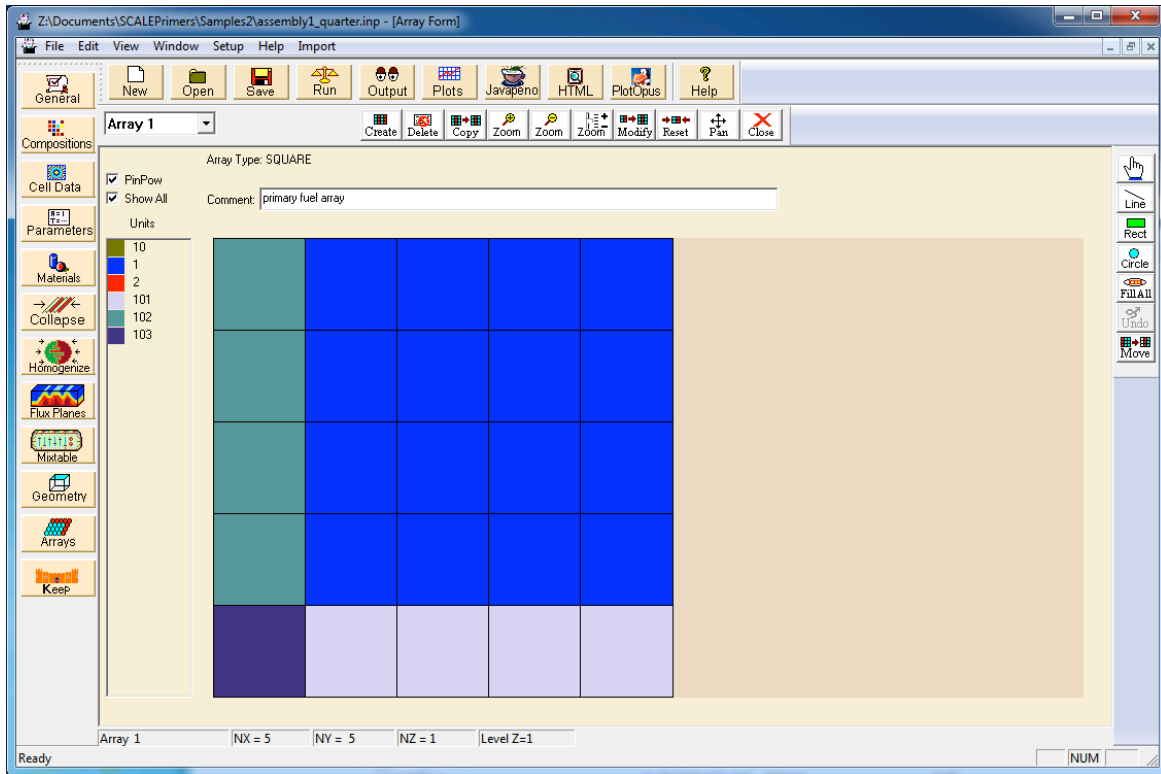 Z:\Documents\SCALEPrimers\Samples2\assembly1_quarter.inp - [Array Form]
File Edit View Window Setup Help Import
New Open Save Run Output Plots Javapeno HTML PlotOpus Help
Array 1 Create Delete Copy Zoom Zoom Zoom Modify Reset Pan Close
General
Compositions
Cell Data
Parameters
Materials
Collapse
Homogenize
Flux Planes
Mixtable
Geometry
Arrays
Keep
Array Type: SQUARE
PinPow
Show All
Comment: primary fuel array
Units
10
1
2
101
102
103
Line
Rect
Circle
Fill All
Undo
Move
Array 1 NX = 5 NY = 5 NZ = 1 Level Z=1
Ready NUM